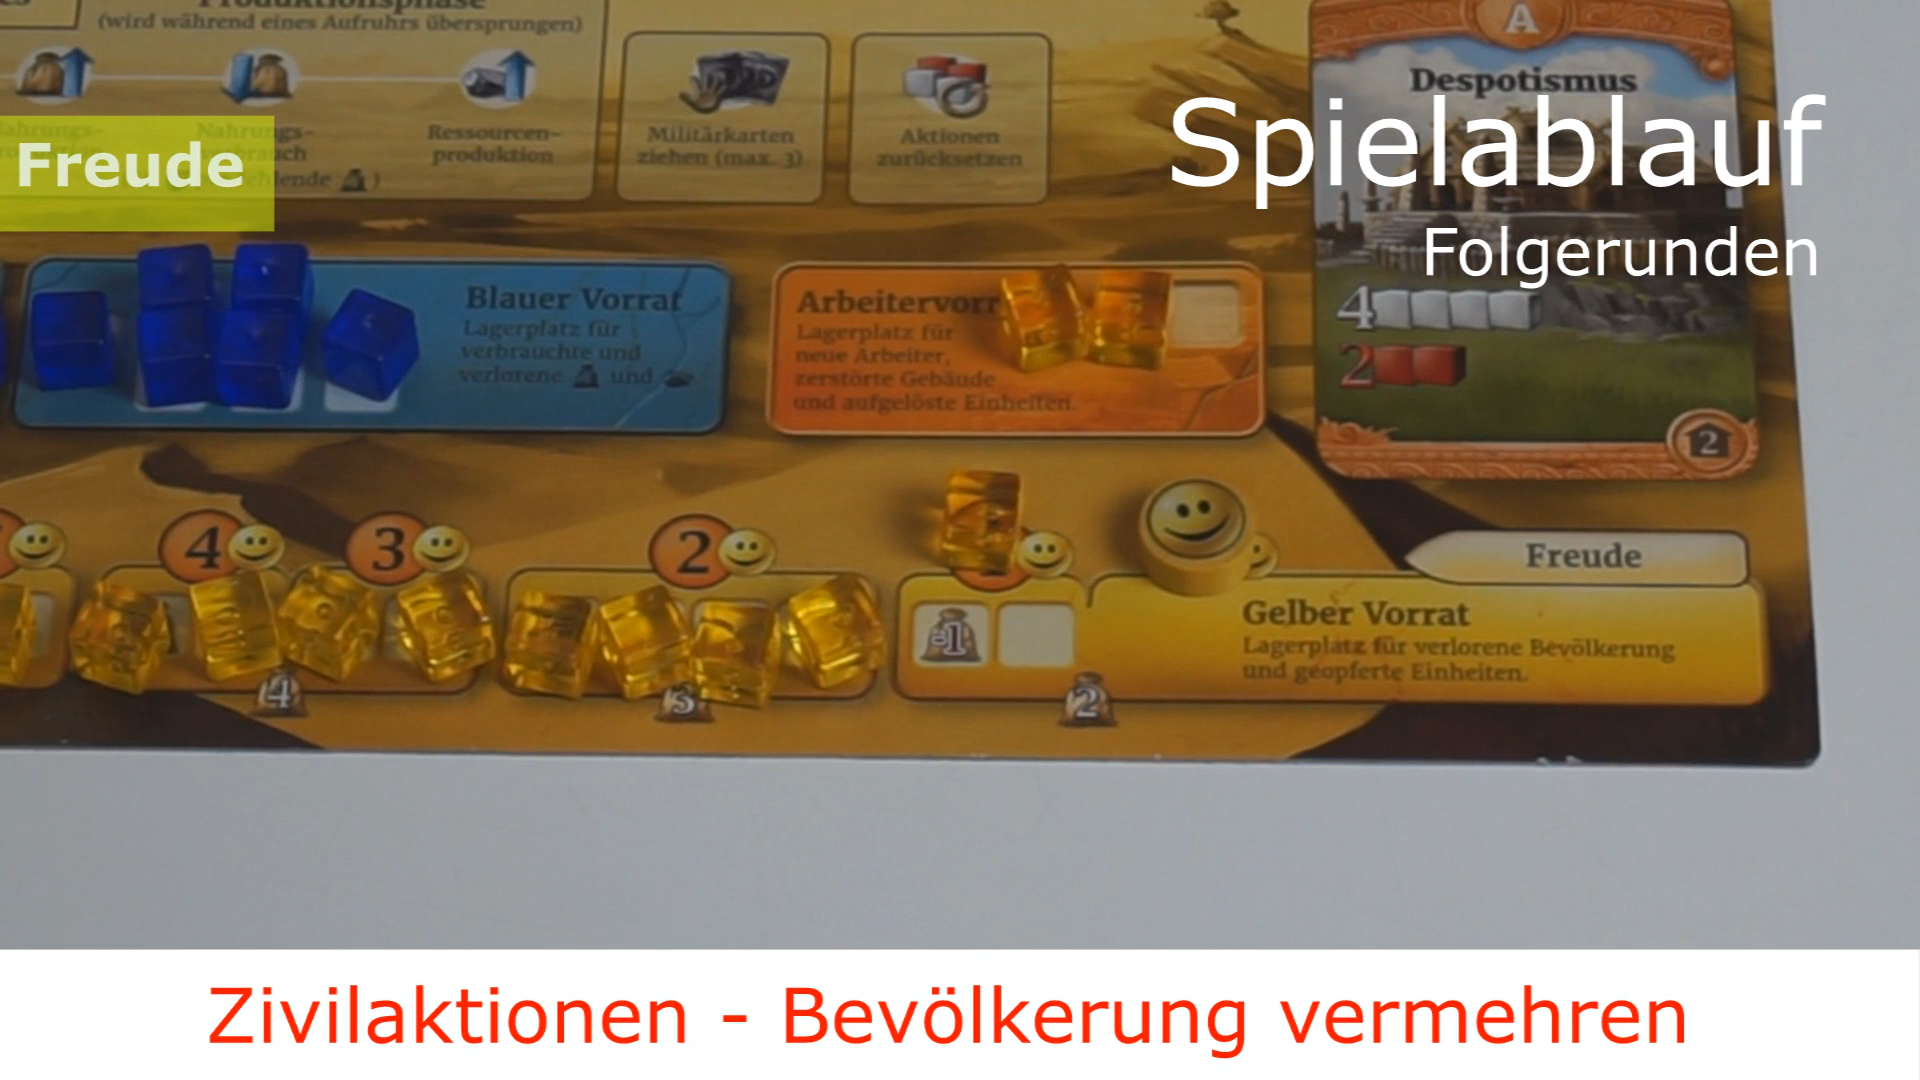 Produktionsphase
(wird während eines Aufruhrs übersprungen)
A
Despotismus
Spielablauf
Folgerunden
Freude
Ressourcen-
produktion
Militärkarten
ziehen (max. 3)
Aktionen
zurücksetzen
4
2
2
Blauer Vorrat
Lagerplatz für
verbrauchte und
verlorene und
Arbeitervorr
Lagerplatz für
neue Arbeiter,
zerstörte Gebäude
und aufgelöste Einheiten.
4
3
2
Freude
-1
Gelber Vorrat
Lagerplatz für verlorene Bevölkerung
und geopferte Einheiten.
4
3
2
Zivilaktionen - Bevölkerung vermehren